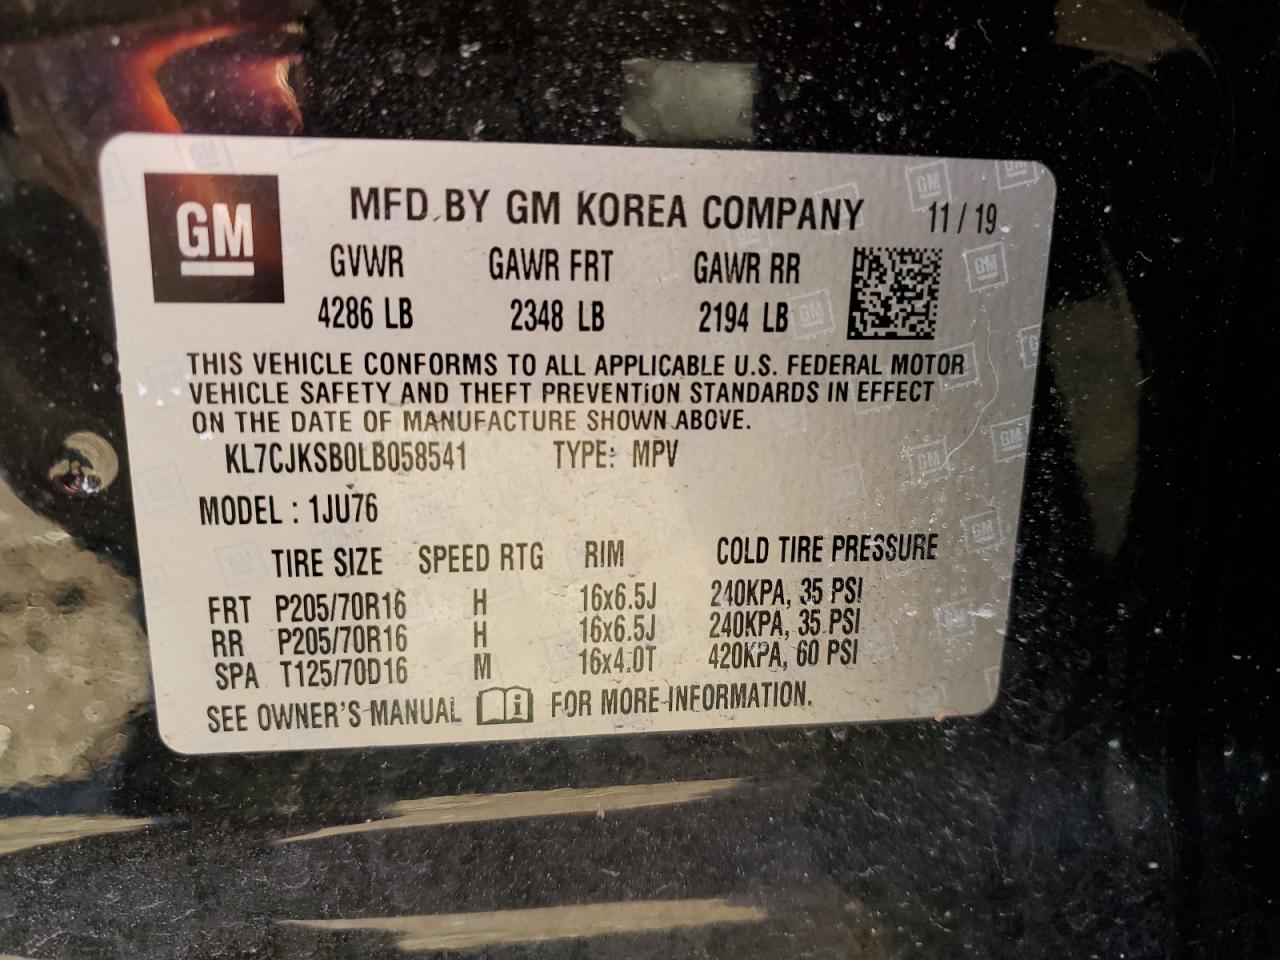 GM
MFD. BY GM KOREA COMPANY 11 / 19
GVWR GAWR FRT GAWR RR
4286 LB 2348 LB 2194 LB
THIS VEHICLE CONFORMS TO ALL APPLICABLE U.S. FEDERAL MOTOR
VEHICLE SAFETY AND THEFT PREVENTION STANDARDS IN EFFECT
ON THE DATE OF MANUFACTURE SHOWN ABOVE.
KL7CJKSB0LB058541 TYPE: MPV
MODEL : 1JU76
TIRE SIZE SPEED RTG RIM COLD TIRE PRESSURE
FRT P205/70R16 H 16x6.5J 240KPA, 35 PSI
RR P205/70R16 H 16x6.5J 240KPA, 35 PSI
SPA T125/70D16 M 16x4.0T 420KPA, 60 PSI
SEE OWNER'S MANUAL i FOR MORE INFORMATION.